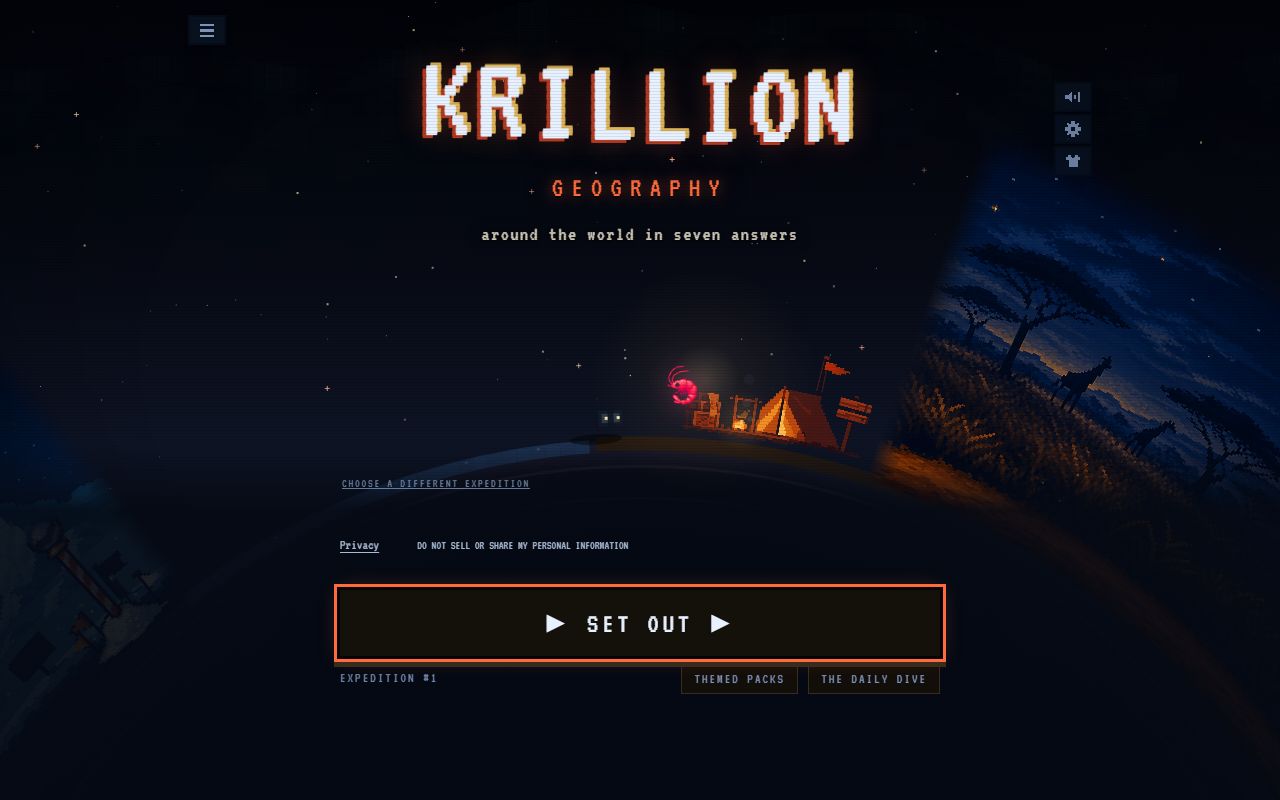 KRILLION
GEOGRAPHY
around the world in seven answers
CHOOSE A DIFFERENT EXPEDITION
Privacy
DO NOT SELL OR SHARE MY PERSONAL INFORMATION
▶ SET OUT ▶
EXPEDITION #1
THEMED PACKS
THE DAILY DIVE